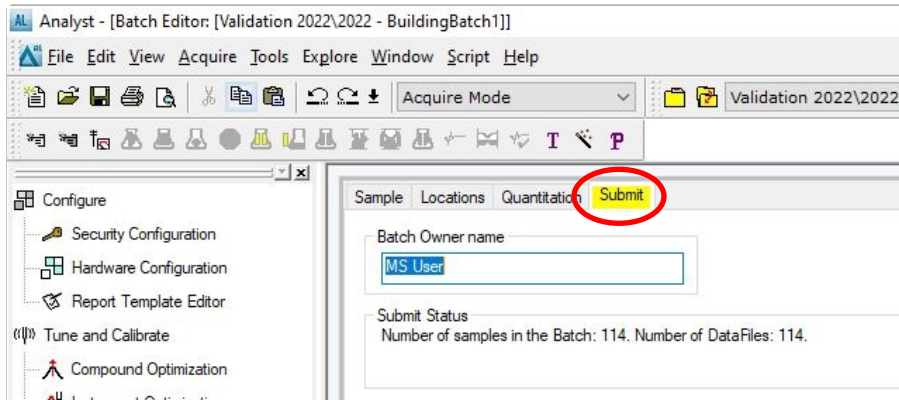 Analyst - [Batch Editor: [Validation 2022\2022 - BuildingBatch1]]
File Edit View Acquire Tools Explore Window Script Help
Acquire Mode
Validation 2022\2022
T P
Configure
Security Configuration
Hardware Configuration
Report Template Editor
Tune and Calibrate
Compound Optimization
Sample Locations Quantitation Submit
Batch Owner name
MS User
Submit Status
Number of samples in the Batch: 114. Number of DataFiles: 114.